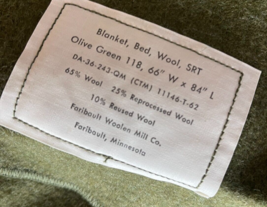 Blanket, Bed, Wool, SRT
Olive Green 118, 66" W x 84" L
DA-36-243-QM (CTM) 11146-T-62
65% Wool 25% Reprocessed Wool
10% Reused Wool
Faribault Woolen Mill Co.
Faribault, Minnesota